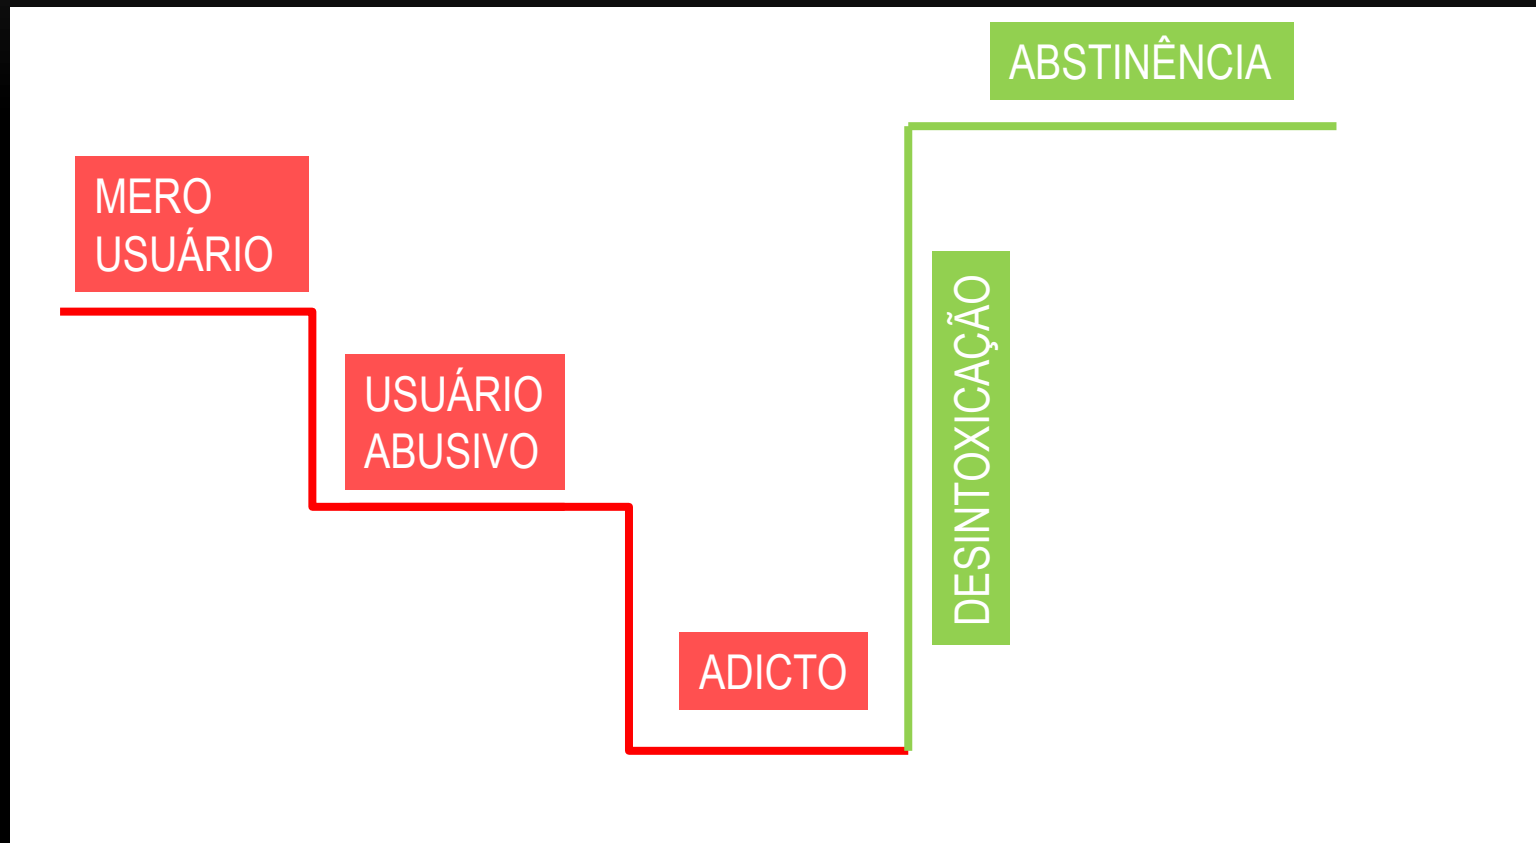 MERO
USUÁRIO
USUÁRIO
ABUSIVO
ADICTO
DESINTOXICAÇÃO
ABSTINÊNCIA